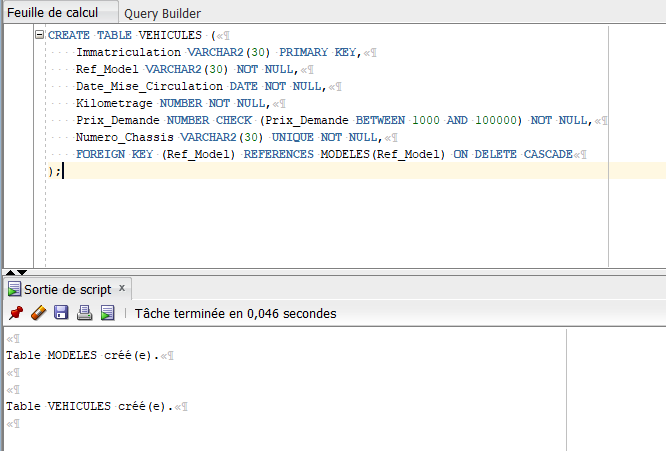 Feuille de calcul Query Builder
CREATE TABLE VEHICULES («¶
····Immatriculation·VARCHAR2(30)·PRIMARY·KEY,«¶
····Ref_Model·VARCHAR2(30)·NOT·NULL,«¶
····Date_Mise_Circulation·DATE·NOT·NULL,«¶
····Kilometrage·NUMBER·NOT·NULL,«¶
····Prix_Demande·NUMBER·CHECK·(Prix_Demande·BETWEEN·1000·AND·100000)·NOT·NULL,«¶
····Numero_Chassis·VARCHAR2(30)·UNIQUE·NOT·NULL,«¶
····FOREIGN·KEY·(Ref_Model)·REFERENCES·MODELES(Ref_Model)·ON·DELETE·CASCADE«¶
);
Sortie de script x
Tâche terminée en 0,046 secondes
«¶
Table·MODELES·créé(e).«¶
«¶
«¶
Table·VEHICULES·créé(e).«¶
«¶